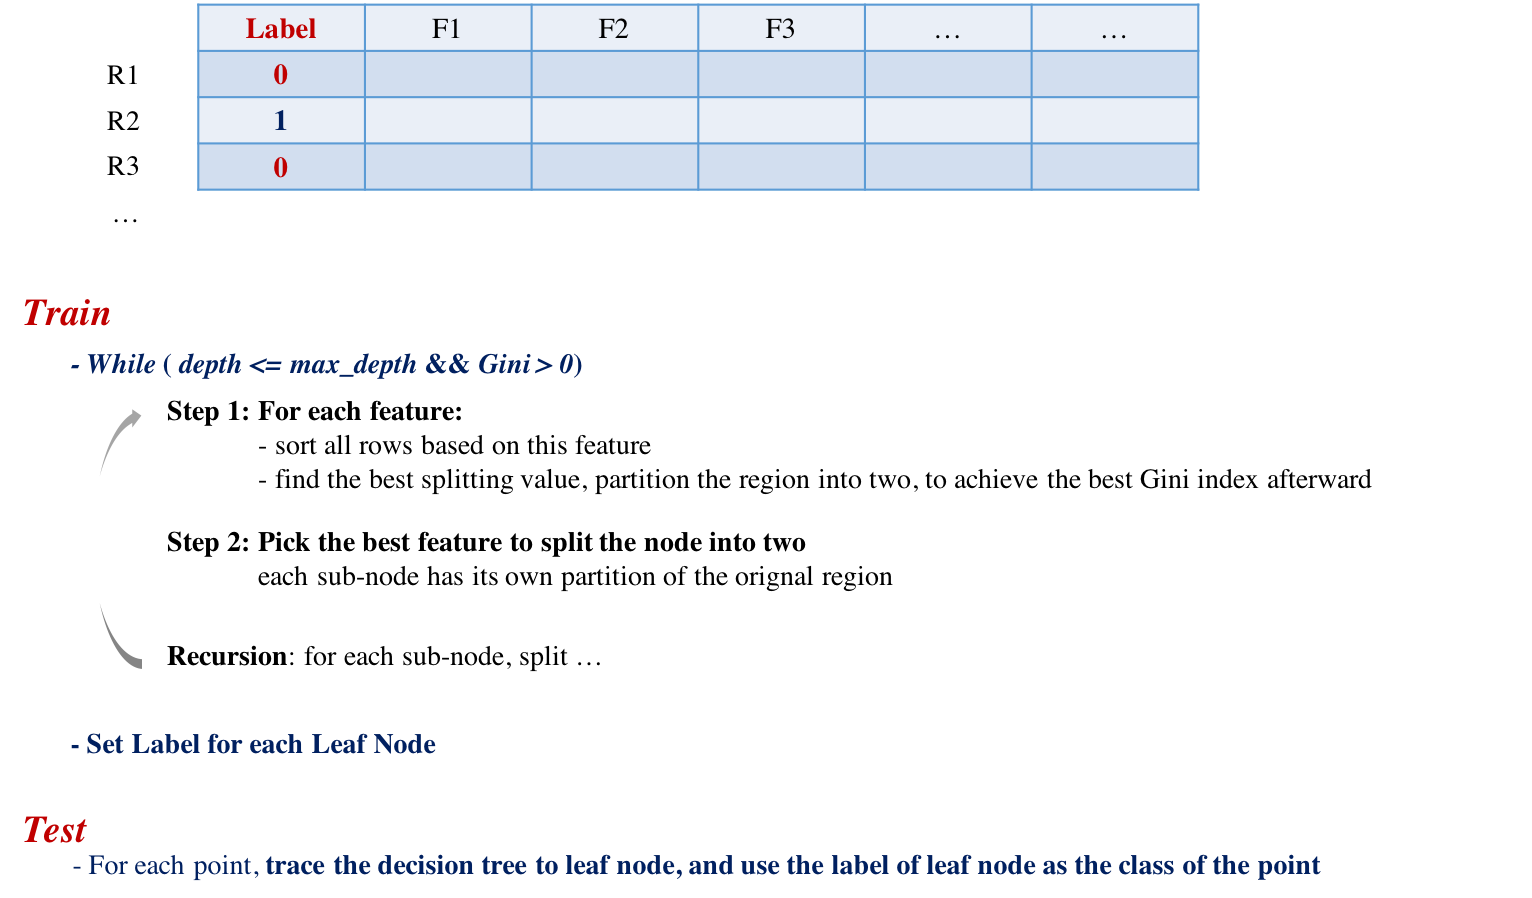 Label F1 F2 F3 … …
R1 0
R2 1
R3 0
…
Train
- While ( depth <= max_depth && Gini > 0)
Step 1: For each feature:
- sort all rows based on this feature
- find the best splitting value, partition the region into two, to achieve the best Gini index afterward
Step 2: Pick the best feature to split the node into two
each sub-node has its own partition of the orignal region
Recursion: for each sub-node, split …
- Set Label for each Leaf Node
Test
- For each point, trace the decision tree to leaf node, and use the label of leaf node as the class of the point